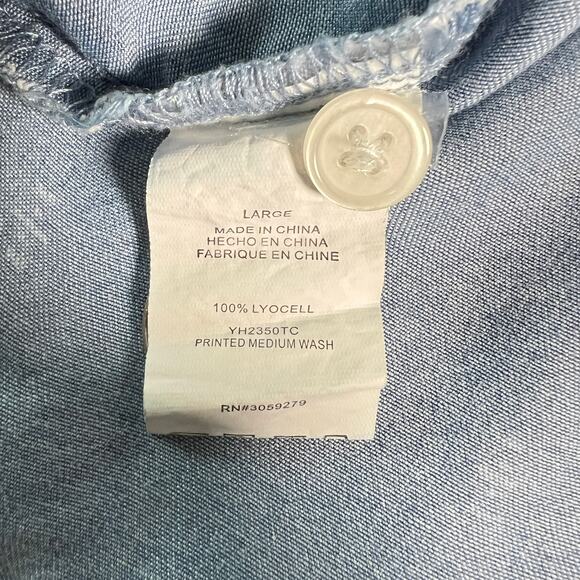 LARGE
MADE IN CHINA
HECHO EN CHINA
FABRIQUE EN CHINE
100% LYOCELL
YH2350TC
PRINTED MEDIUM WASH
RN#3059279